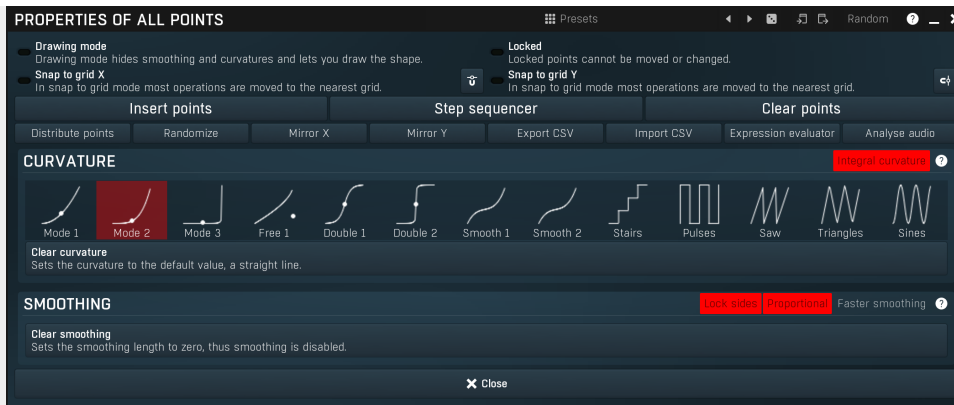 PROPERTIES OF ALL POINTS Presets Random ?
Drawing mode
Drawing mode hides smoothing and curvatures and lets you draw the shape.
Locked
Locked points cannot be moved or changed.
Snap to grid X
In snap to grid mode most operations are moved to the nearest grid.
Snap to grid Y
In snap to grid mode most operations are moved to the nearest grid.
Insert points Step sequencer Clear points
Distribute points Randomize Mirror X Mirror Y Export CSV Import CSV Expression evaluator Analyse audio
CURVATURE Integral curvature ?
Mode 1 Mode 2 Mode 3 Free 1 Double 1 Double 2 Smooth 1 Smooth 2 Stairs Pulses Saw Triangles Sines
Clear curvature
Sets the curvature to the default value, a straight line.
SMOOTHING Lock sides Proportional Faster smoothing ?
Clear smoothing
Sets the smoothing length to zero, thus smoothing is disabled.
Close